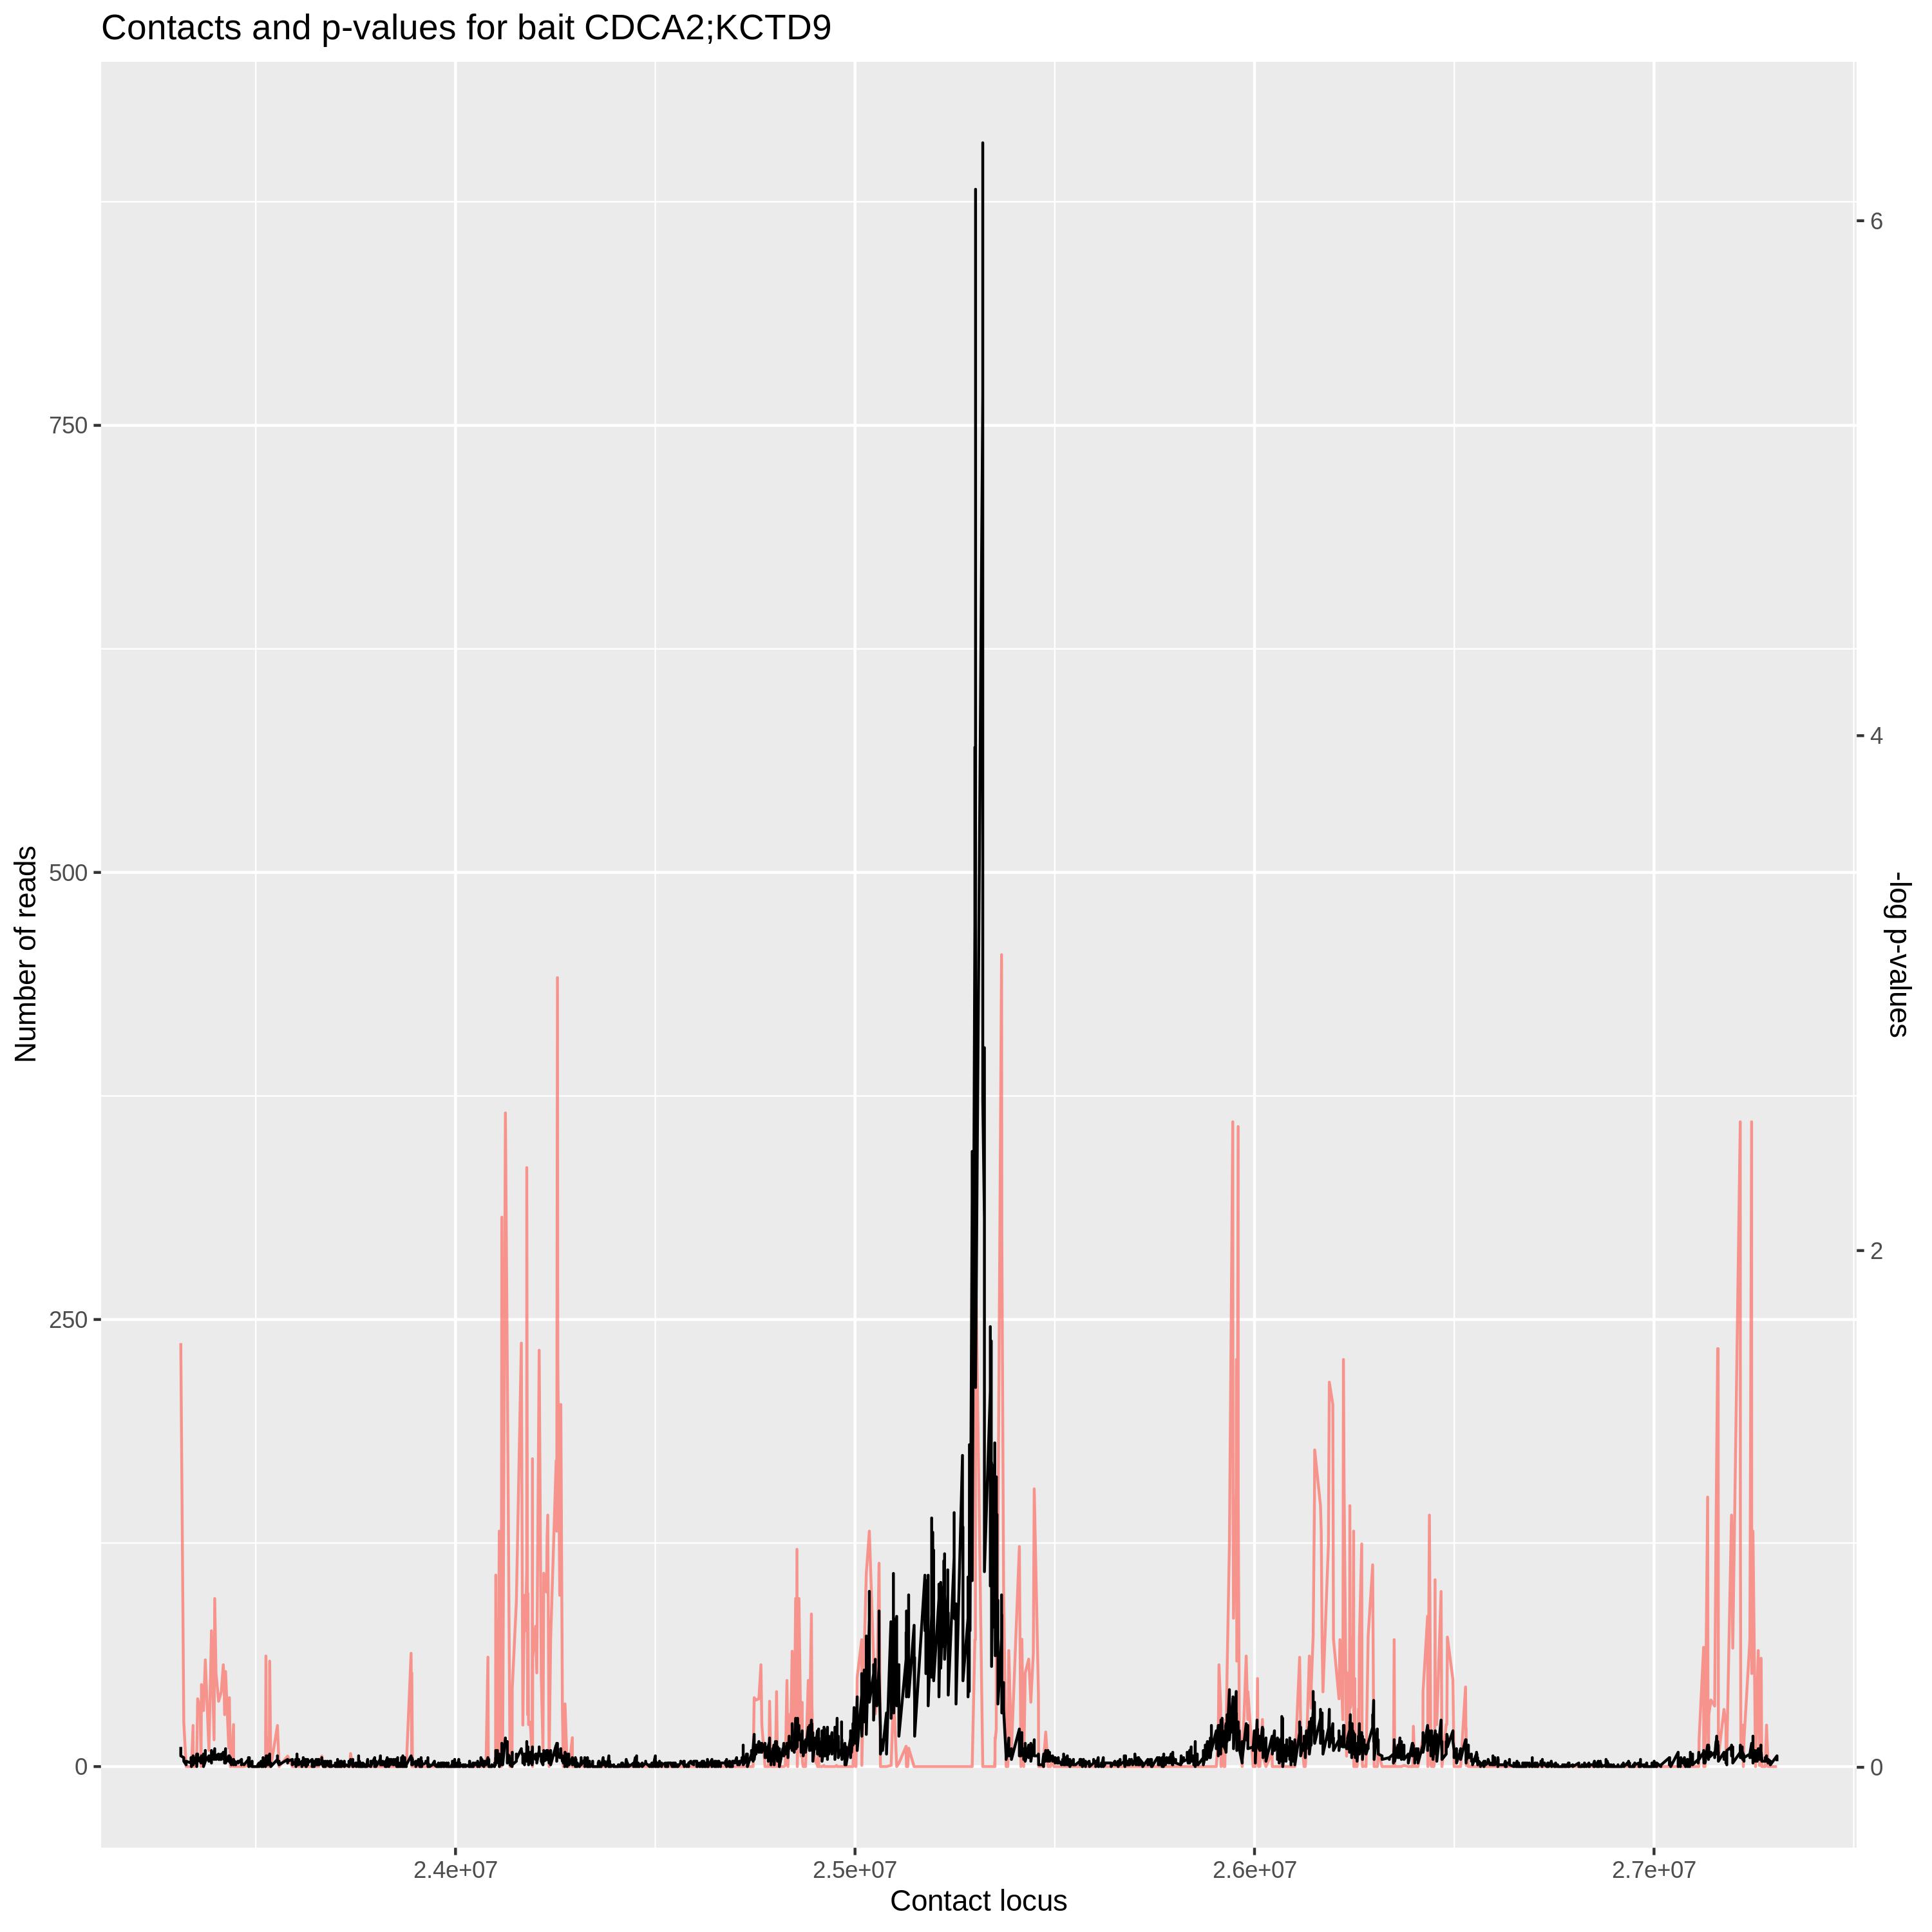 Contacts and p-values for bait CDCA2;KCTD9
750
500
250
0
Number of reads
6
4
2
0
-log p-values
2.4e+07
2.5e+07
2.6e+07
2.7e+07
Contact locus